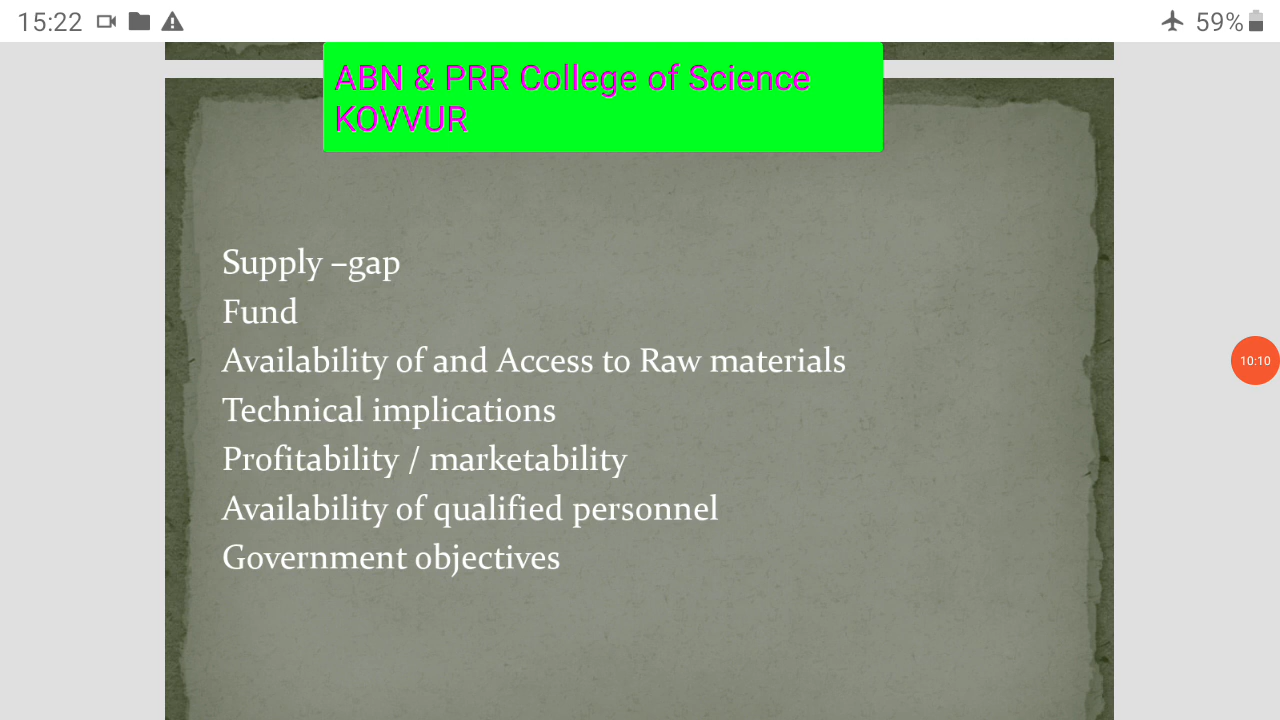 15:22
59%
ABN & PRR College of Science
KOVVUR
Supply –gap
Fund
Availability of and Access to Raw materials
Technical implications
Profitability / marketability
Availability of qualified personnel
Government objectives
10:10